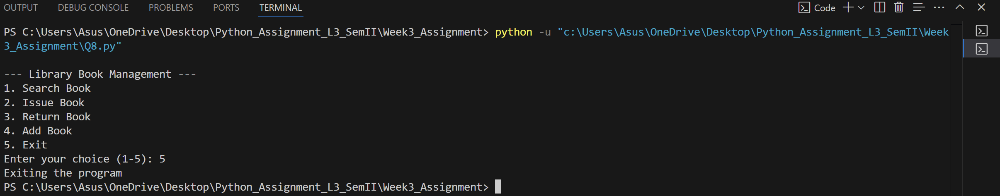 OUTPUT DEBUG CONSOLE PROBLEMS PORTS TERMINAL Code
PS C:\Users\Asus\OneDrive\Desktop\Python_Assignment_L3_SemII\Week3_Assignment> python -u "c:\Users\Asus\OneDrive\Desktop\Python_Assignment_L3_SemII\Week
3_Assignment\Q8.py"
--- Library Book Management ---
1. Search Book
2. Issue Book
3. Return Book
4. Add Book
5. Exit
Enter your choice (1-5): 5
Exiting the program
PS C:\Users\Asus\OneDrive\Desktop\Python_Assignment_L3_SemII\Week3_Assignment>